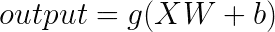 output = g(XW + b)